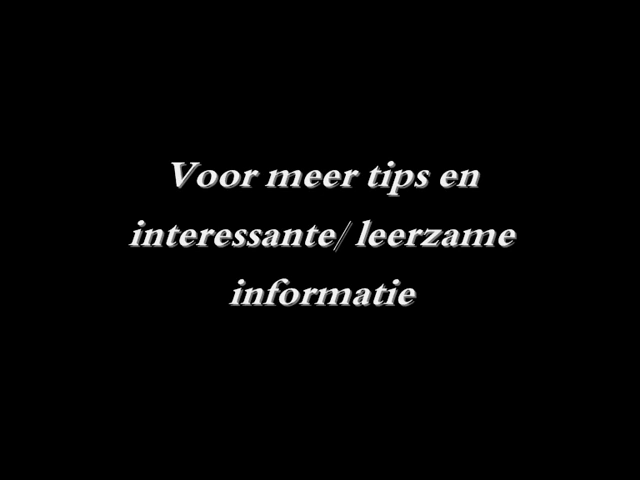 Voor meer tips en
interessante/ leerzame
informatie